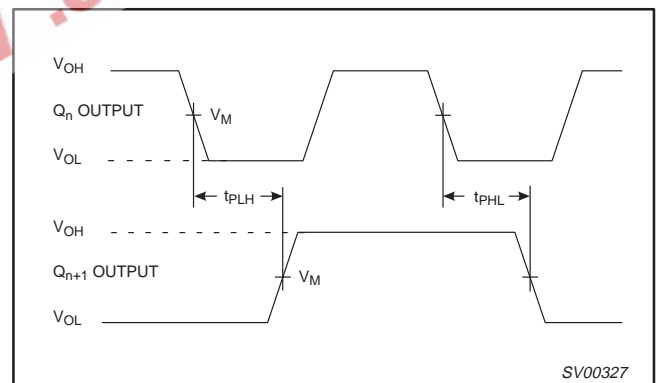 VOH
Qn OUTPUT
VM
VOL
tPLH
tPHL
VOH
Qn+1 OUTPUT
VM
VOL
SV00327